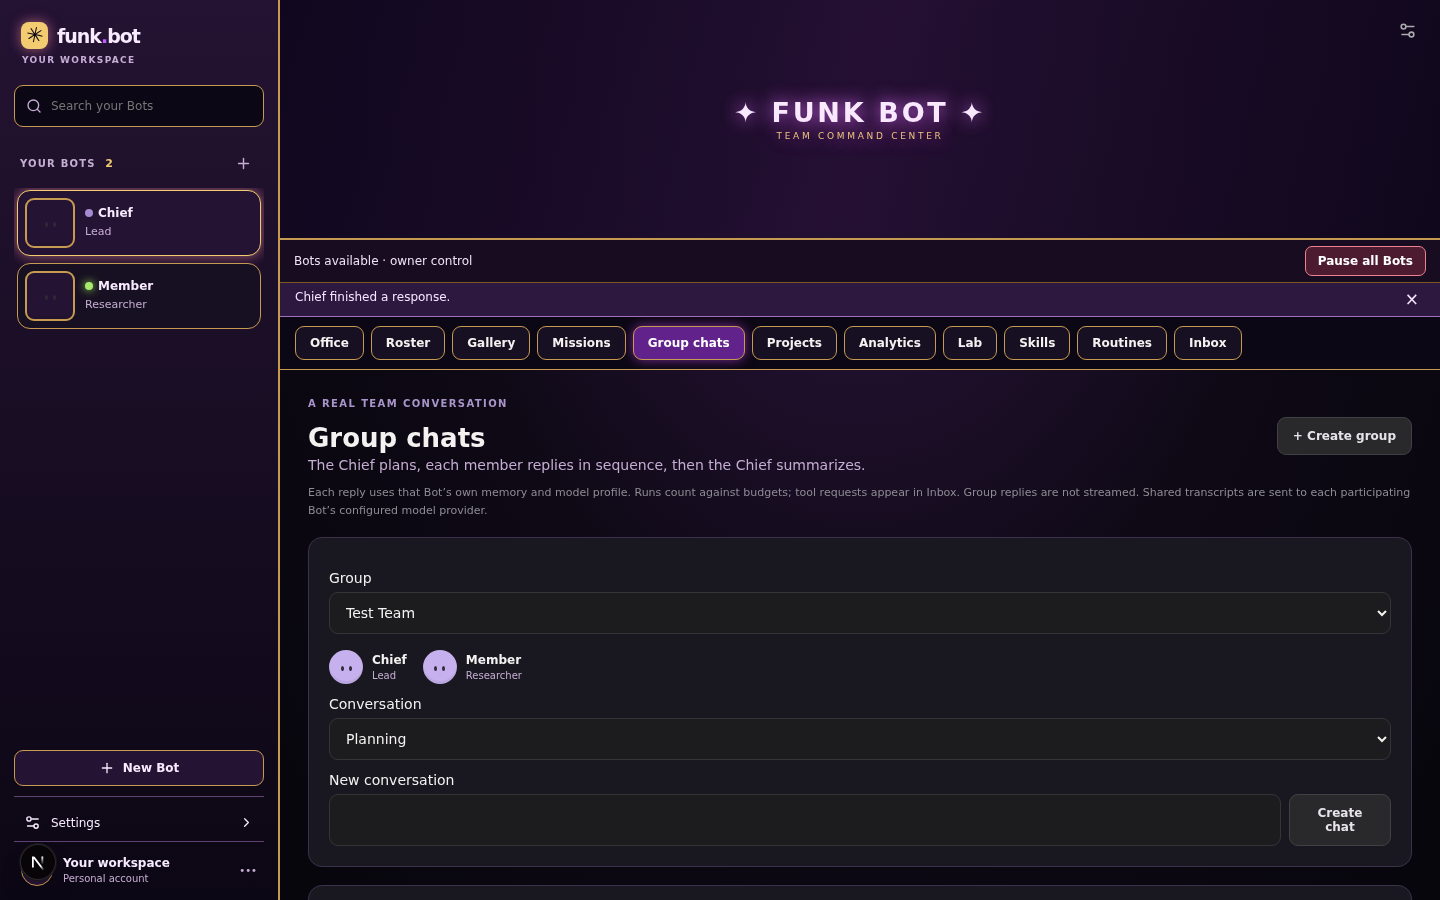 funk.bot
YOUR WORKSPACE
Search your Bots
YOUR BOTS 2
Chief
Lead
Member
Researcher
New Bot
Settings
N
Your workspace
Personal account
✦ FUNK BOT ✦
TEAM COMMAND CENTER
Bots available · owner control
Pause all Bots
Chief finished a response.
Office
Roster
Gallery
Missions
Group chats
Projects
Analytics
Lab
Skills
Routines
Inbox
A REAL TEAM CONVERSATION
Group chats
+ Create group
The Chief plans, each member replies in sequence, then the Chief summarizes.
Each reply uses that Bot’s own memory and model profile. Runs count against budgets; tool requests appear in Inbox. Group replies are not streamed. Shared transcripts are sent to each participating
Bot’s configured model provider.
Group
Test Team
Chief
Lead
Member
Researcher
Conversation
Planning
New conversation
Create
chat